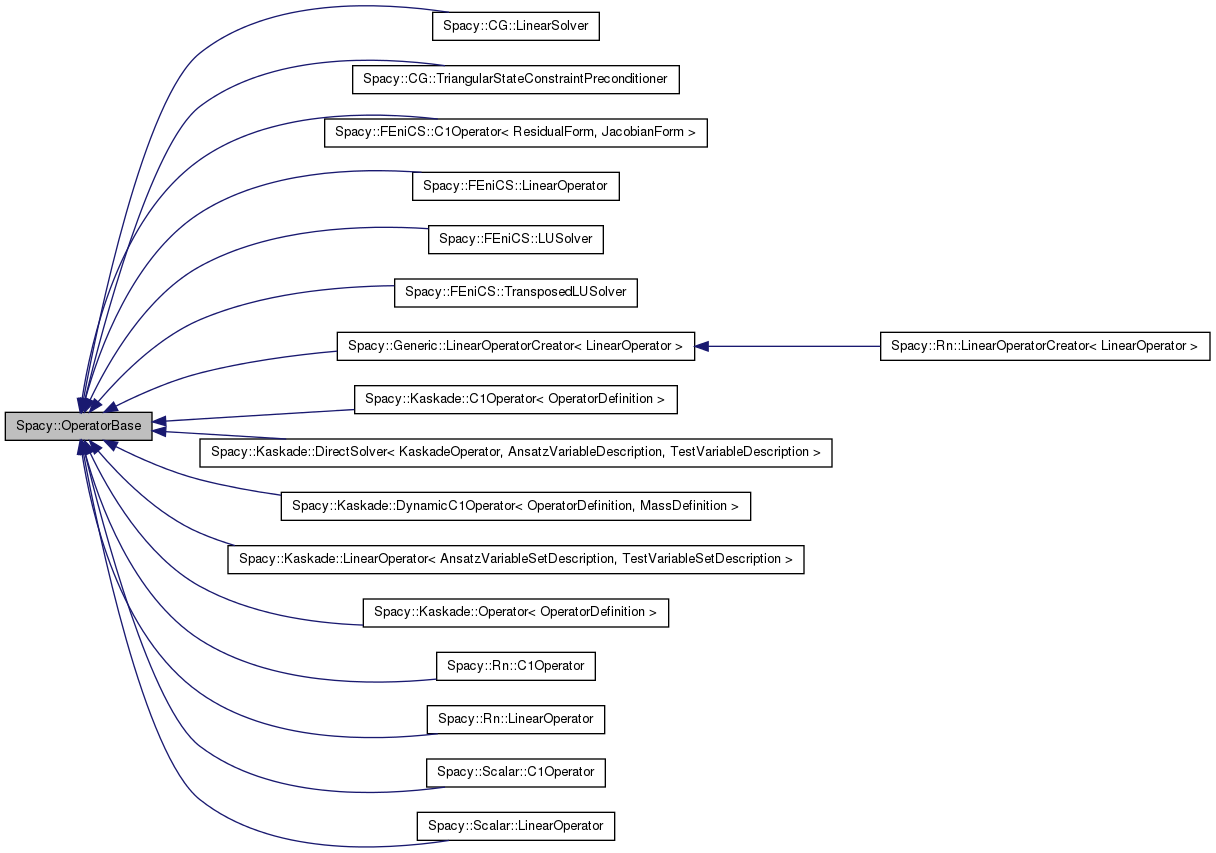 Spacy::CG::LinearSolver
Spacy::CG::TriangularStateConstraintPreconditioner
Spacy::FEniCS::C1Operator< ResidualForm, JacobianForm >
Spacy::FEniCS::LinearOperator
Spacy::FEniCS::LUSolver
Spacy::FEniCS::TransposedLUSolver
Spacy::Generic::LinearOperatorCreator< LinearOperator >
Spacy::Rn::LinearOperatorCreator< LinearOperator >
Spacy::Kaskade::C1Operator< OperatorDefinition >
Spacy::OperatorBase
Spacy::Kaskade::DirectSolver< KaskadeOperator, AnsatzVariableDescription, TestVariableDescription >
Spacy::Kaskade::DynamicC1Operator< OperatorDefinition, MassDefinition >
Spacy::Kaskade::LinearOperator< AnsatzVariableSetDescription, TestVariableSetDescription >
Spacy::Kaskade::Operator< OperatorDefinition >
Spacy::Rn::C1Operator
Spacy::Rn::LinearOperator
Spacy::Scalar::C1Operator
Spacy::Scalar::LinearOperator